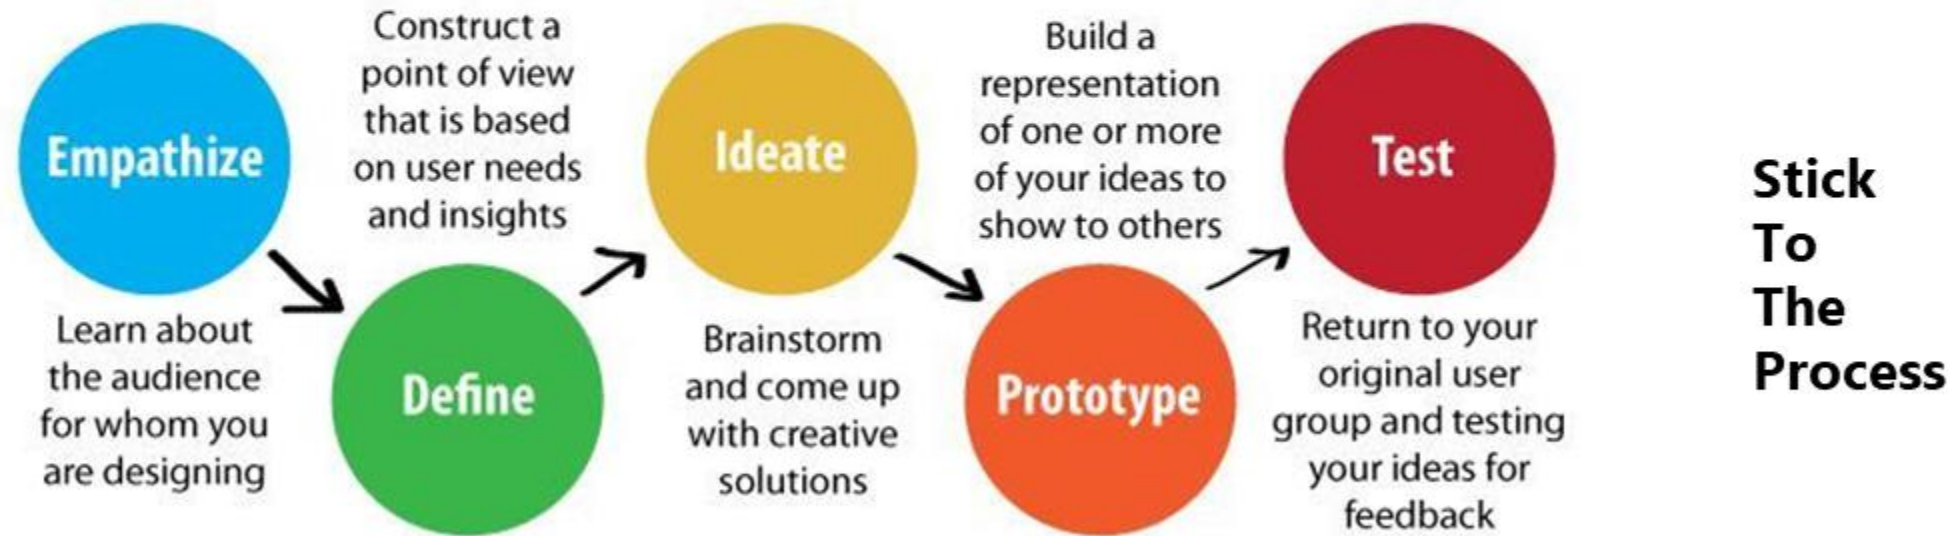 Empathize
Learn about
the audience
for whom you
are designing
Construct a
point of view
that is based
on user needs
and insights
Define
Ideate
Brainstorm
and come up
with creative
solutions
Build a
representation
of one or more
of your ideas to
show to others
Prototype
Test
Return to your
original user
group and testing
your ideas for
feedback
Stick
To
The
Process